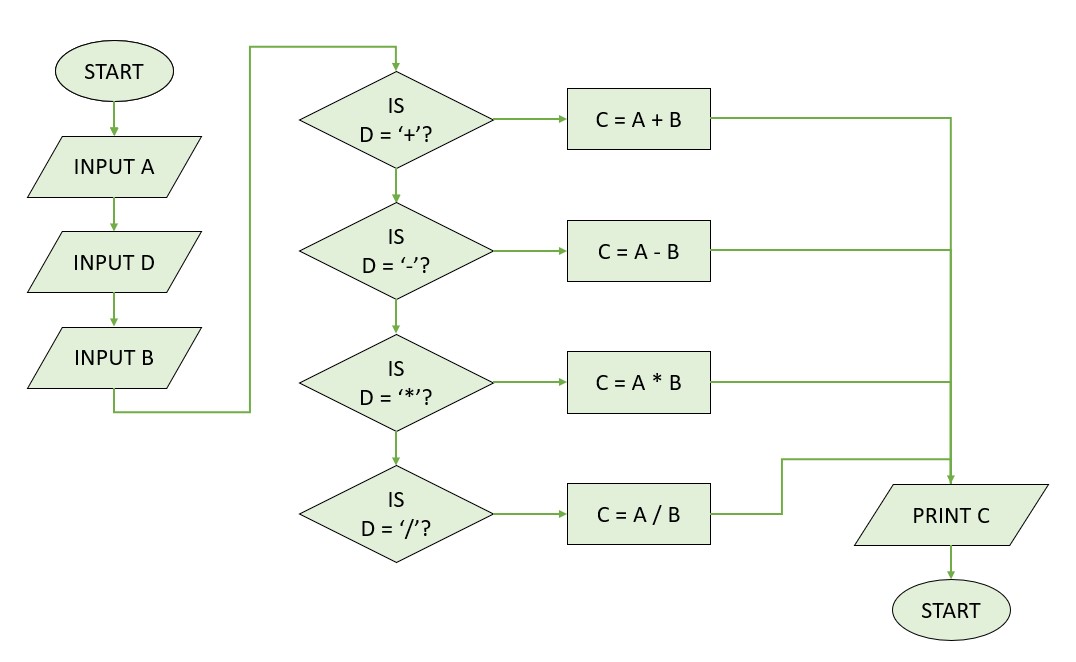 START
INPUT A
INPUT D
INPUT B
IS
D = ‘+’?
C = A + B
IS
D = ‘-’?
C = A - B
IS
D = ‘*’?
C = A * B
IS
D = ‘/’?
C = A / B
PRINT C
START